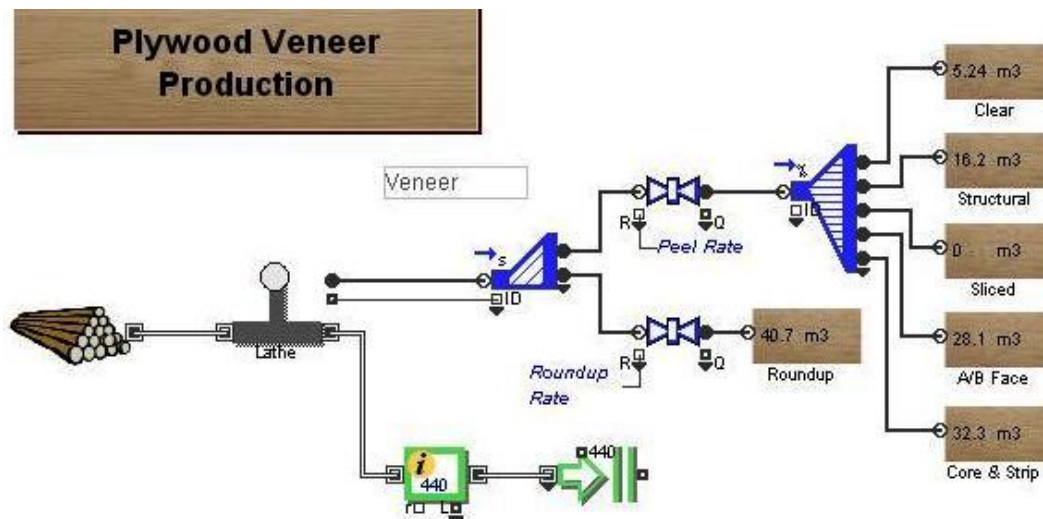 Plywood Veneer
Production
Veneer
5.24 m3
Clear
16.2 m3
Structural
0 m3
Sliced
28.1 m3
A/B Face
32.3 m3
Core & Strip
%
ID
R
Q
Peel Rate
s
ID
R
Q
Roundup
Rate
40.7 m3
Roundup
Lathe
i
440
r
L
440